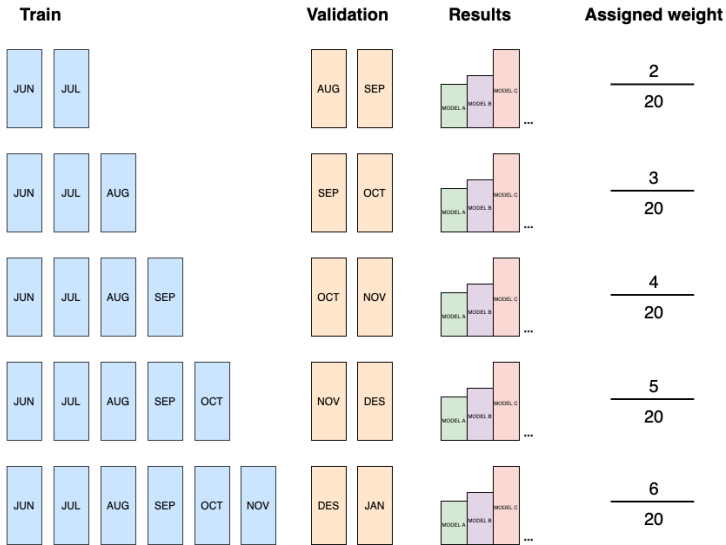 Train Validation Results Assigned weight
JUN JUL AUG SEP MODEL A MODEL B MODEL C ... 2
20
JUN JUL AUG SEP OCT MODEL A MODEL B MODEL C ... 3
20
JUN JUL AUG SEP OCT NOV MODEL A MODEL B MODEL C ... 4
20
JUN JUL AUG SEP OCT NOV DES MODEL A MODEL B MODEL C ... 5
20
JUN JUL AUG SEP OCT NOV DES JAN MODEL A MODEL B MODEL C ... 6
20